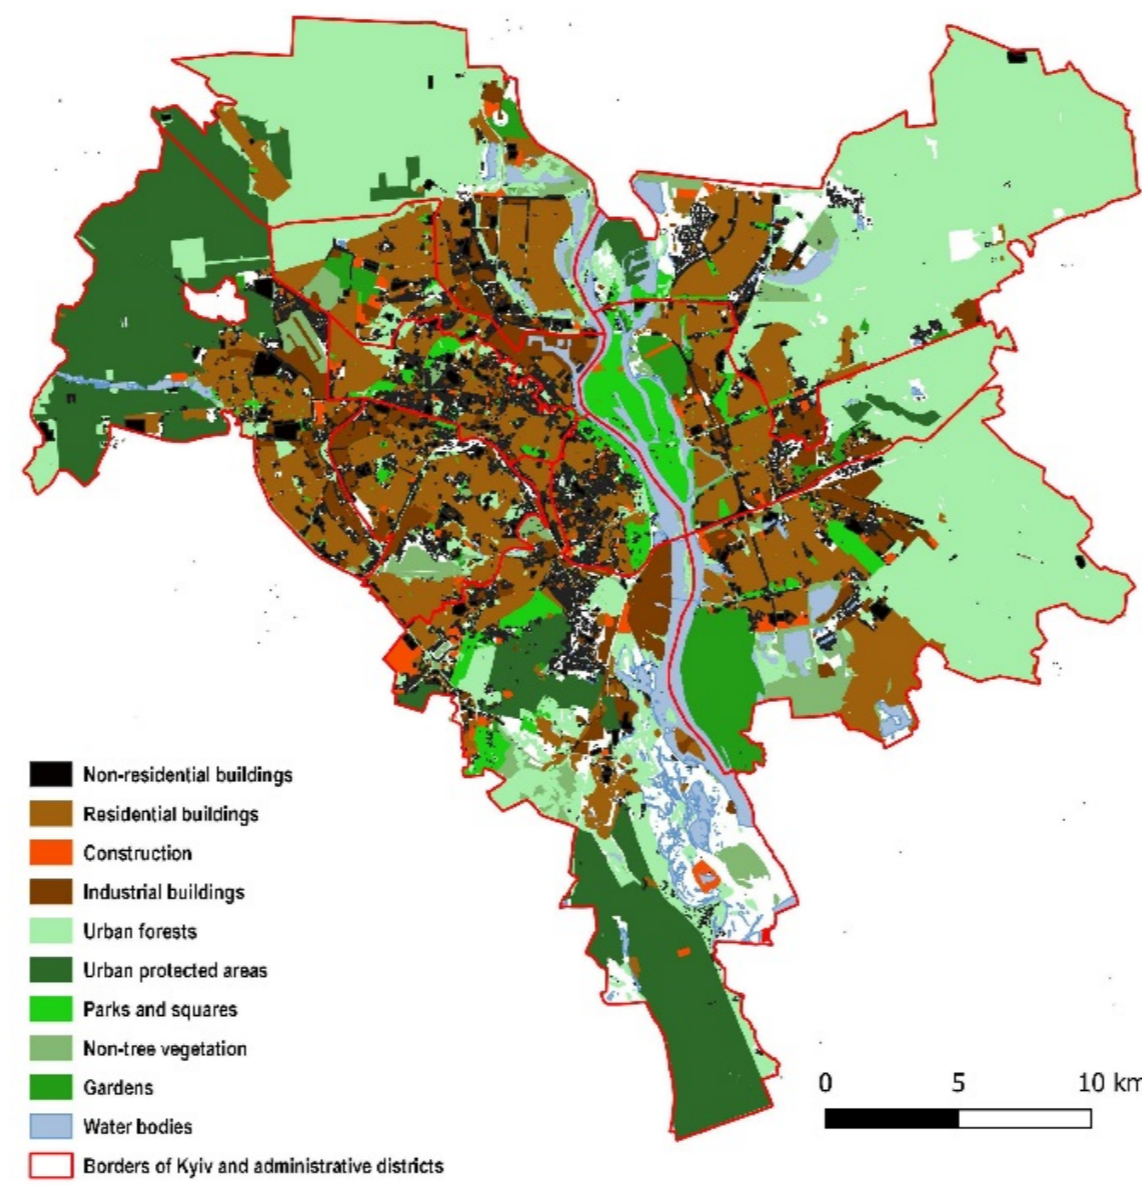 Non-residential buildings
Residential buildings
Construction
Industrial buildings
Urban forests
Urban protected areas
Parks and squares
Non-tree vegetation
Gardens
Water bodies
Borders of Kyiv and administrative districts
0 5 10 km